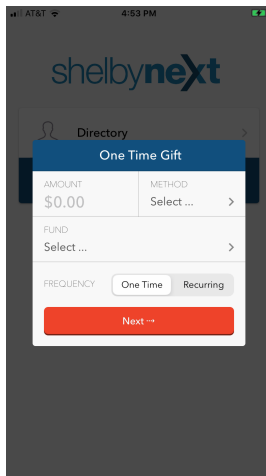 AT&T 4:53 PM
shelbynext
Directory
One Time Gift
AMOUNT METHOD
$0.00 Select ...
FUND
Select ...
FREQUENCY One Time Recurring
Next ⇢